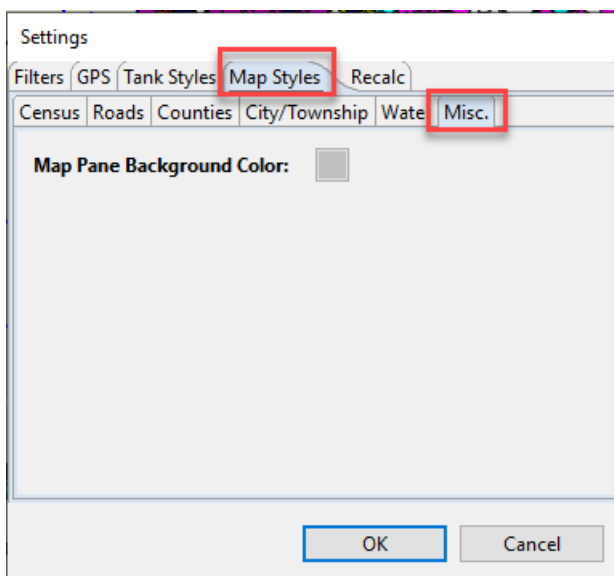 Settings
Filters GPS Tank Styles Map Styles Recalc
Census Roads Counties City/Township Wate Misc.
Map Pane Background Color:
OK Cancel